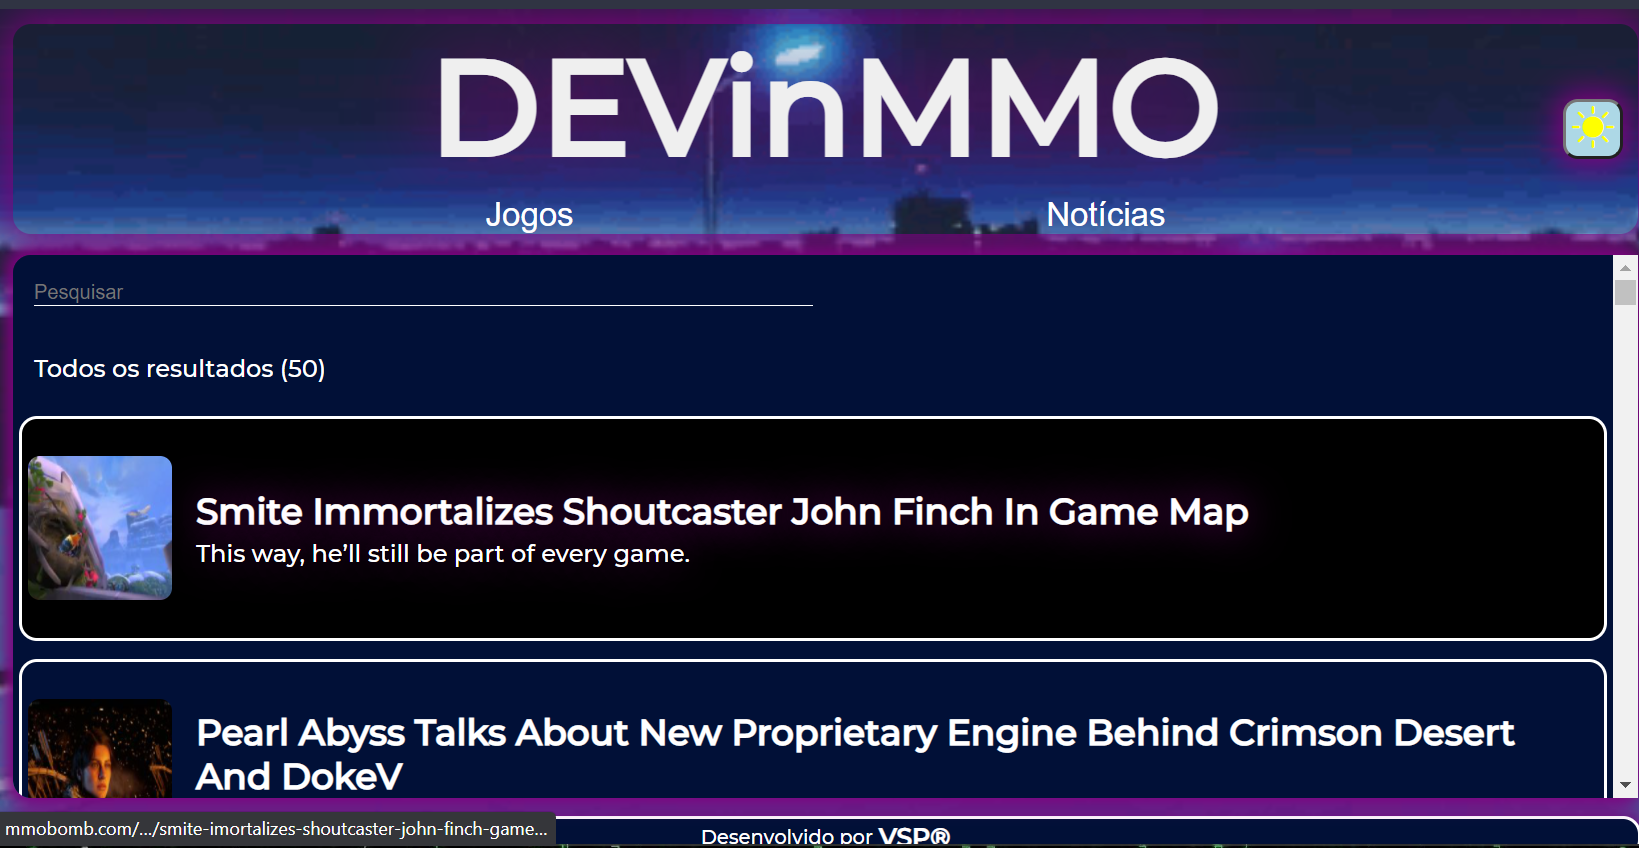 DEVinMMO
Jogos
Notícias
Pesquisar
Todos os resultados (50)
Smite Immortalizes Shoutcaster John Finch In Game Map
This way, he’ll still be part of every game.
Pearl Abyss Talks About New Proprietary Engine Behind Crimson Desert
And DokeV
mmobomb.com/.../smite-imortalizes-shoutcaster-john-finch-game...
Desenvolvido por VSP®